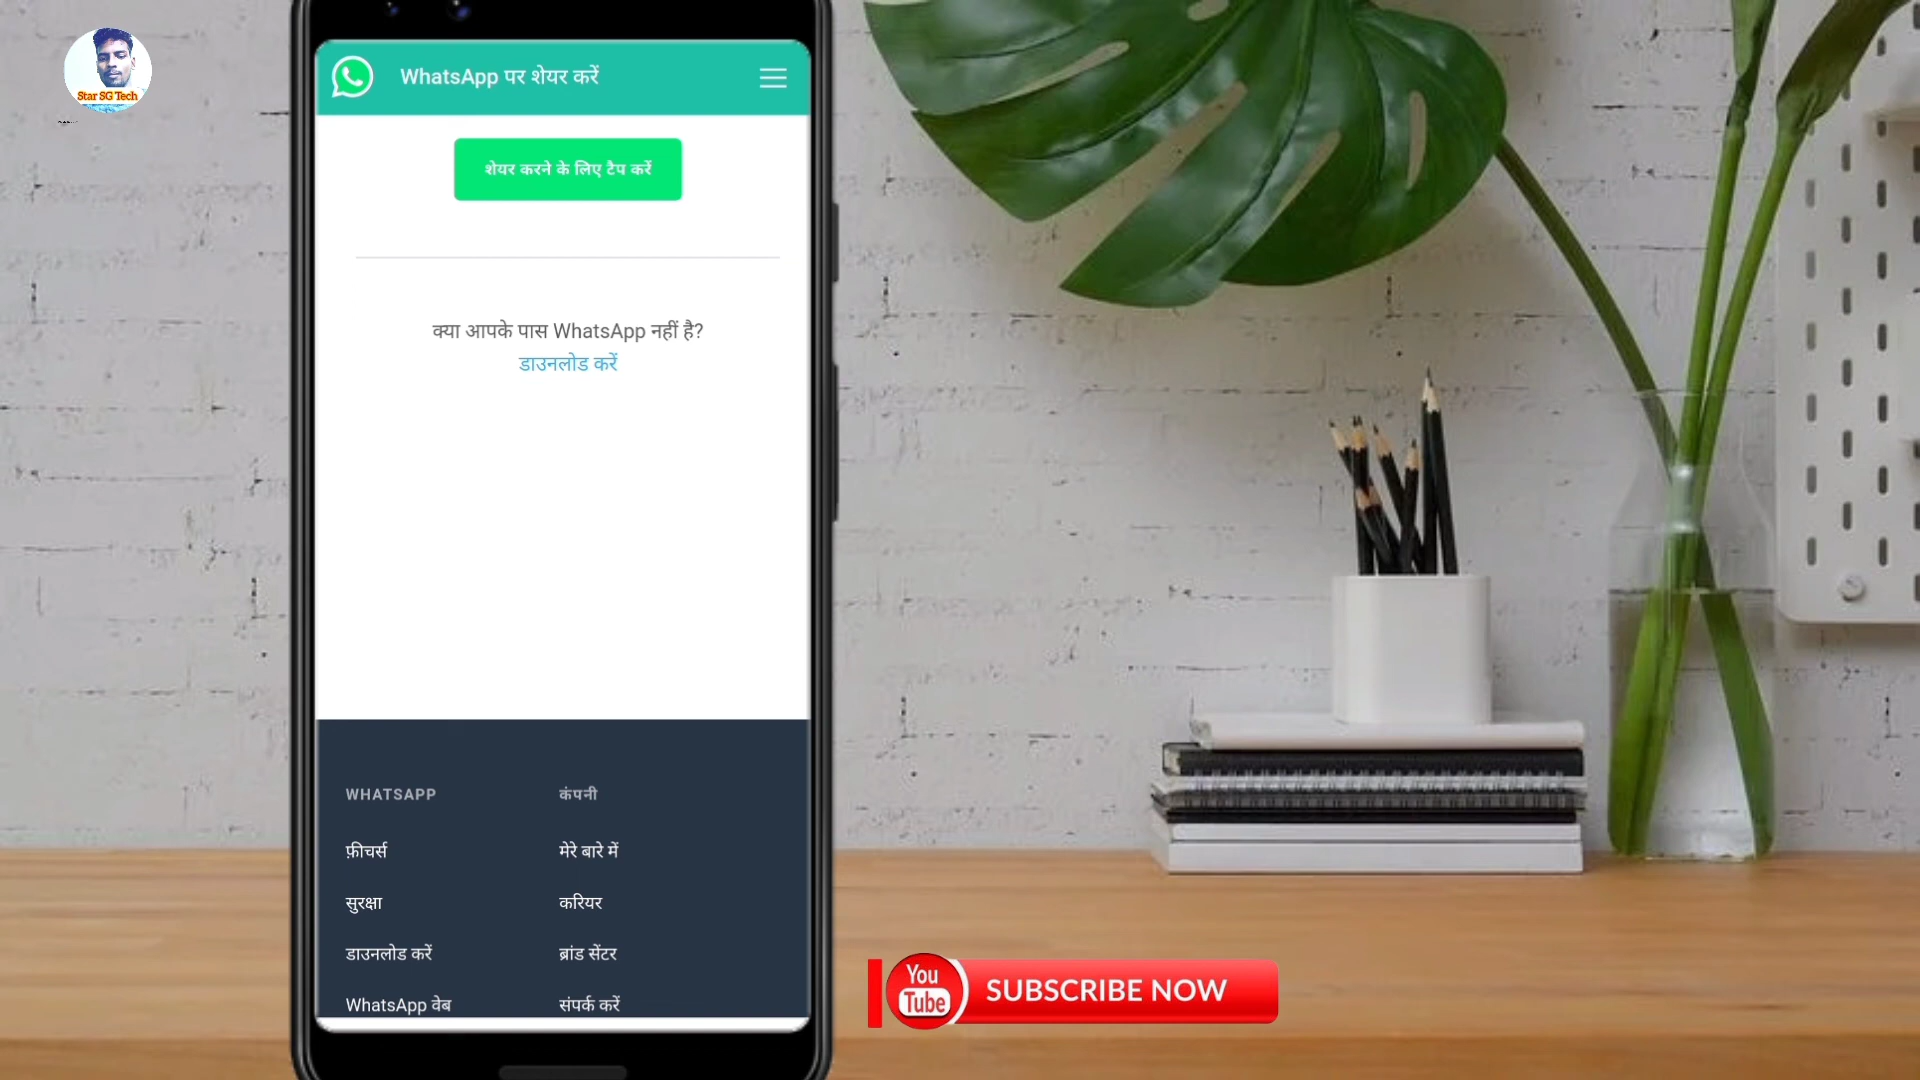 Star SG Tech
WhatsApp पर शेयर करें
शेयर करने के लिए टैप करें
क्या आपके पास WhatsApp नहीं है?
डाउनलोड करें
WHATSAPP
कंपनी
फ़ीचर्स
मेरे बारे में
सुरक्षा
करियर
डाउनलोड करें
ब्रांड सेंटर
WhatsApp वेब
संपर्क करें
You
Tube
SUBSCRIBE NOW